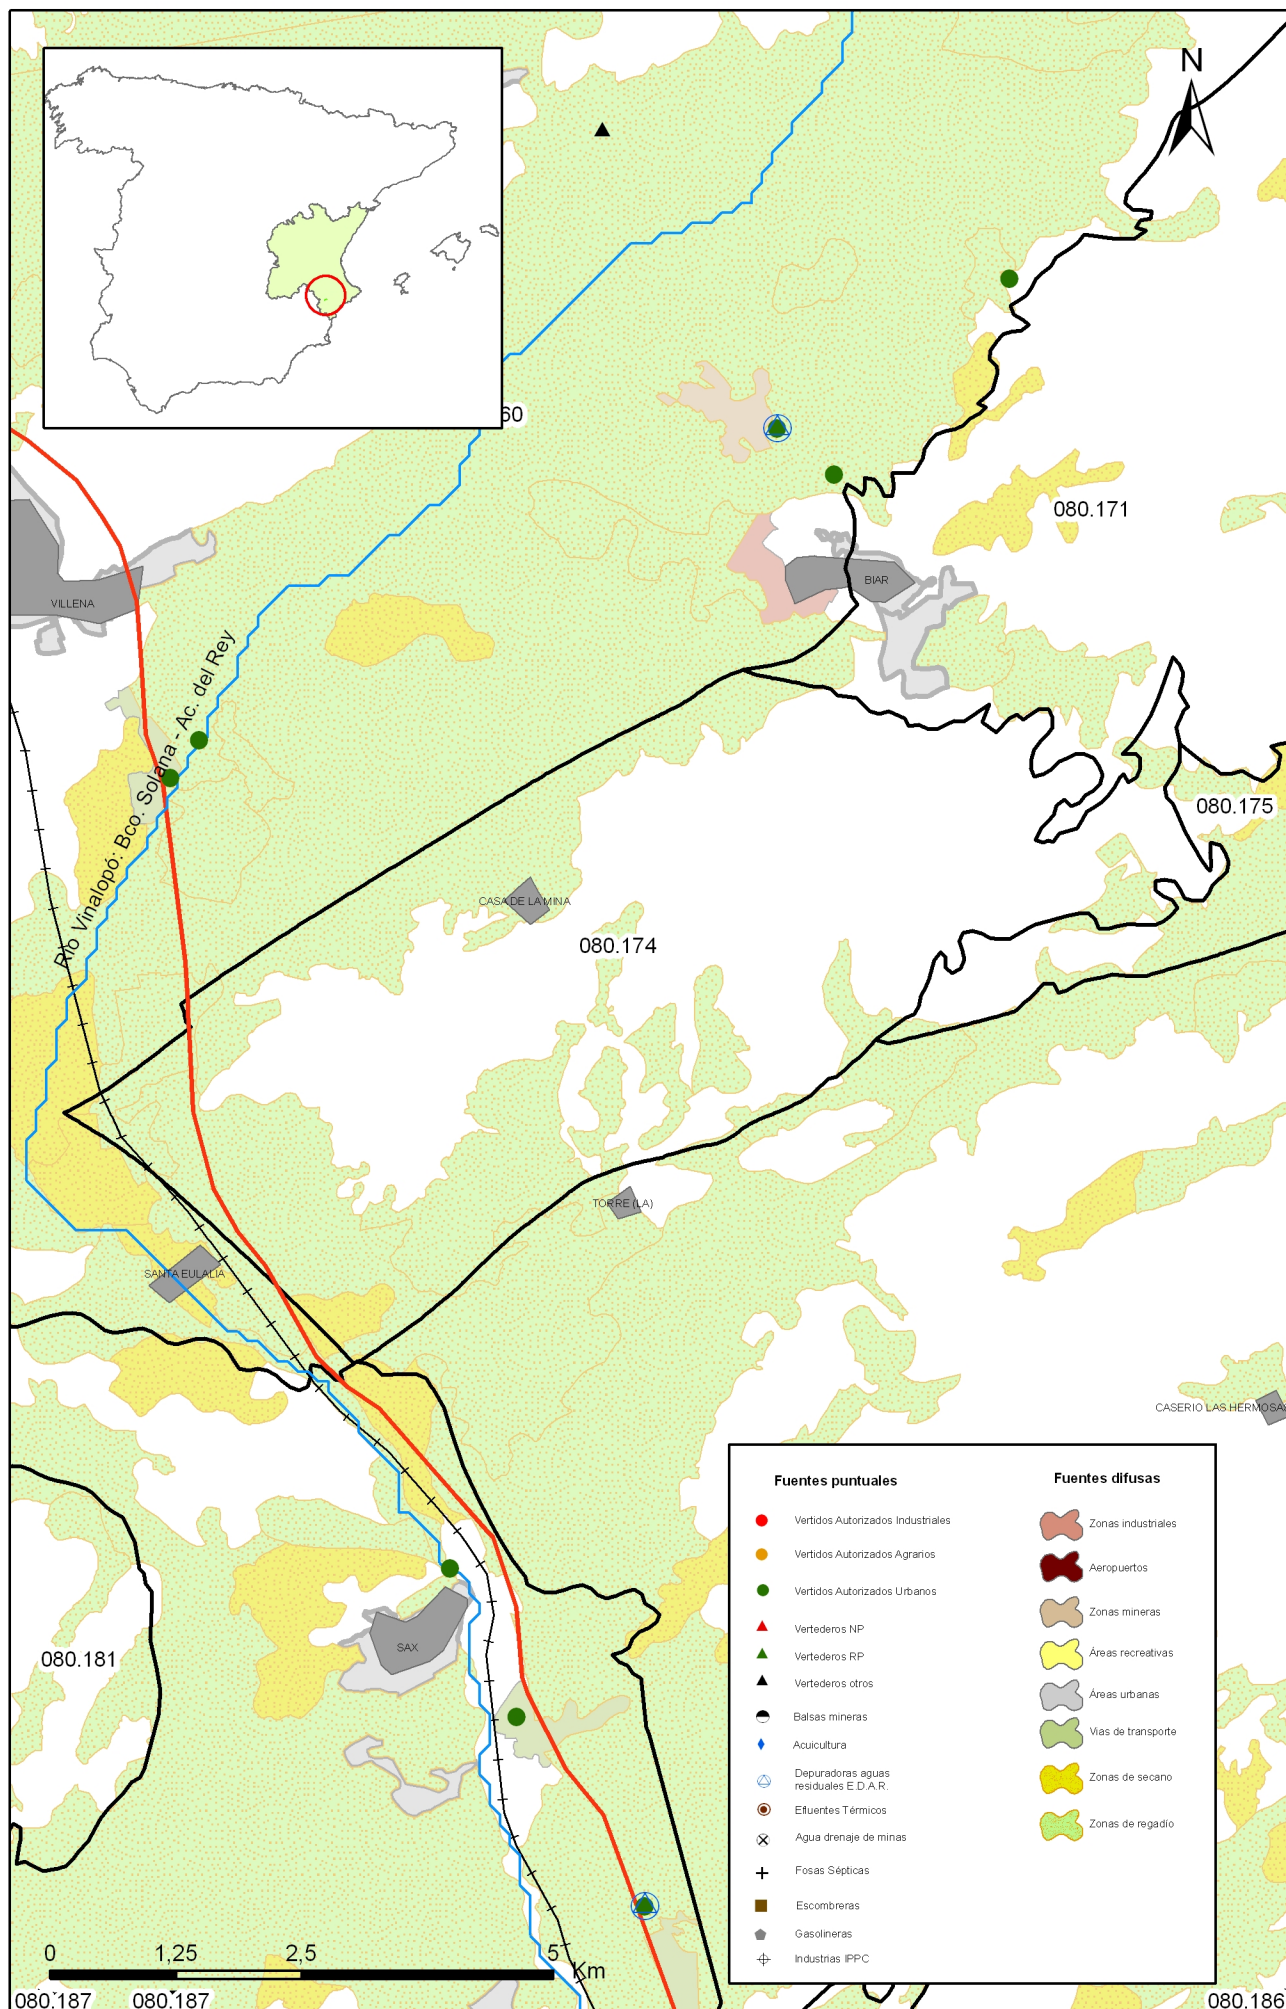 N
60
080.171
VILLENA
BIAR
Río Vinalopó: Bco. Solana - Ac. del Rey
080.175
CASA DE LA MINA
080.174
TORRE (LA)
SANTA EULALIA
CASERIO LAS HERMOSAS
SAX
080.181
Fuentes puntuales
Vertidos Autorizados Industriales
Vertidos Autorizados Agrarios
Vertidos Autorizados Urbanos
Vertederos NP
Vertederos RP
Vertederos otros
Balsas mineras
Acuicultura
Depuradoras aguas
residuales E.D.A.R.
Efluentes Térmicos
Agua drenaje de minas
Fosas Sépticas
Escombreras
Gasolineras
Industrias IPPC
Fuentes difusas
Zonas industriales
Aeropuertos
Zonas mineras
Áreas recreativas
Áreas urbanas
Vias de transporte
Zonas de secano
Zonas de regadío
0 1,25 2,5 5
Km
080.187 080.187 080.186